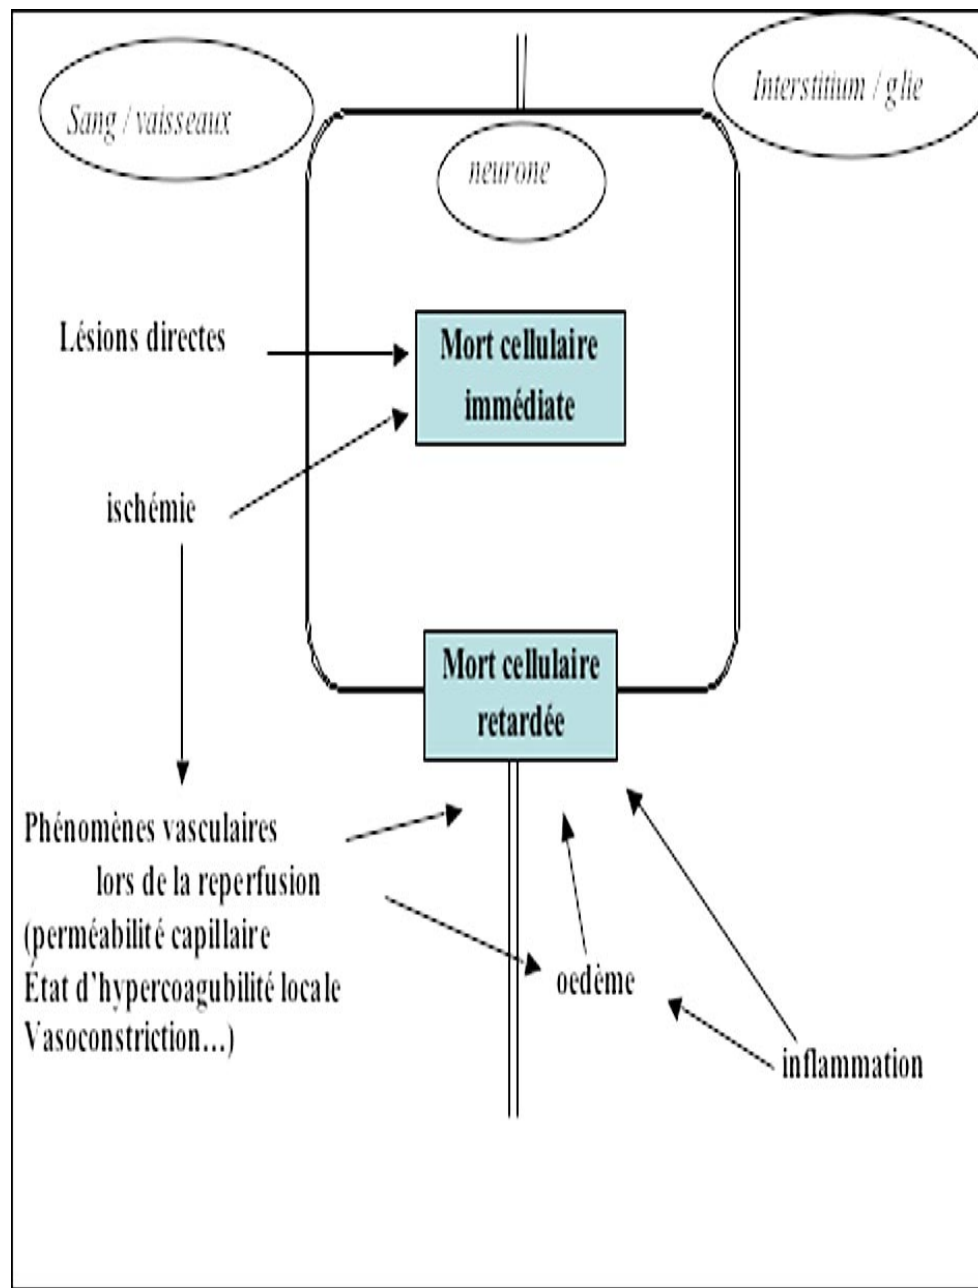 Sang / vaisseaux
Interstitium / glie
neurone
Lésions directes
Mort cellulaire
immédiate
ischémie
Mort cellulaire
retardée
Phénomènes vasculaires
lors de la reperfusion
(perméabilité capillaire
État d'hypercoagubilité locale
Vasoconstriction...)
oedème
inflammation